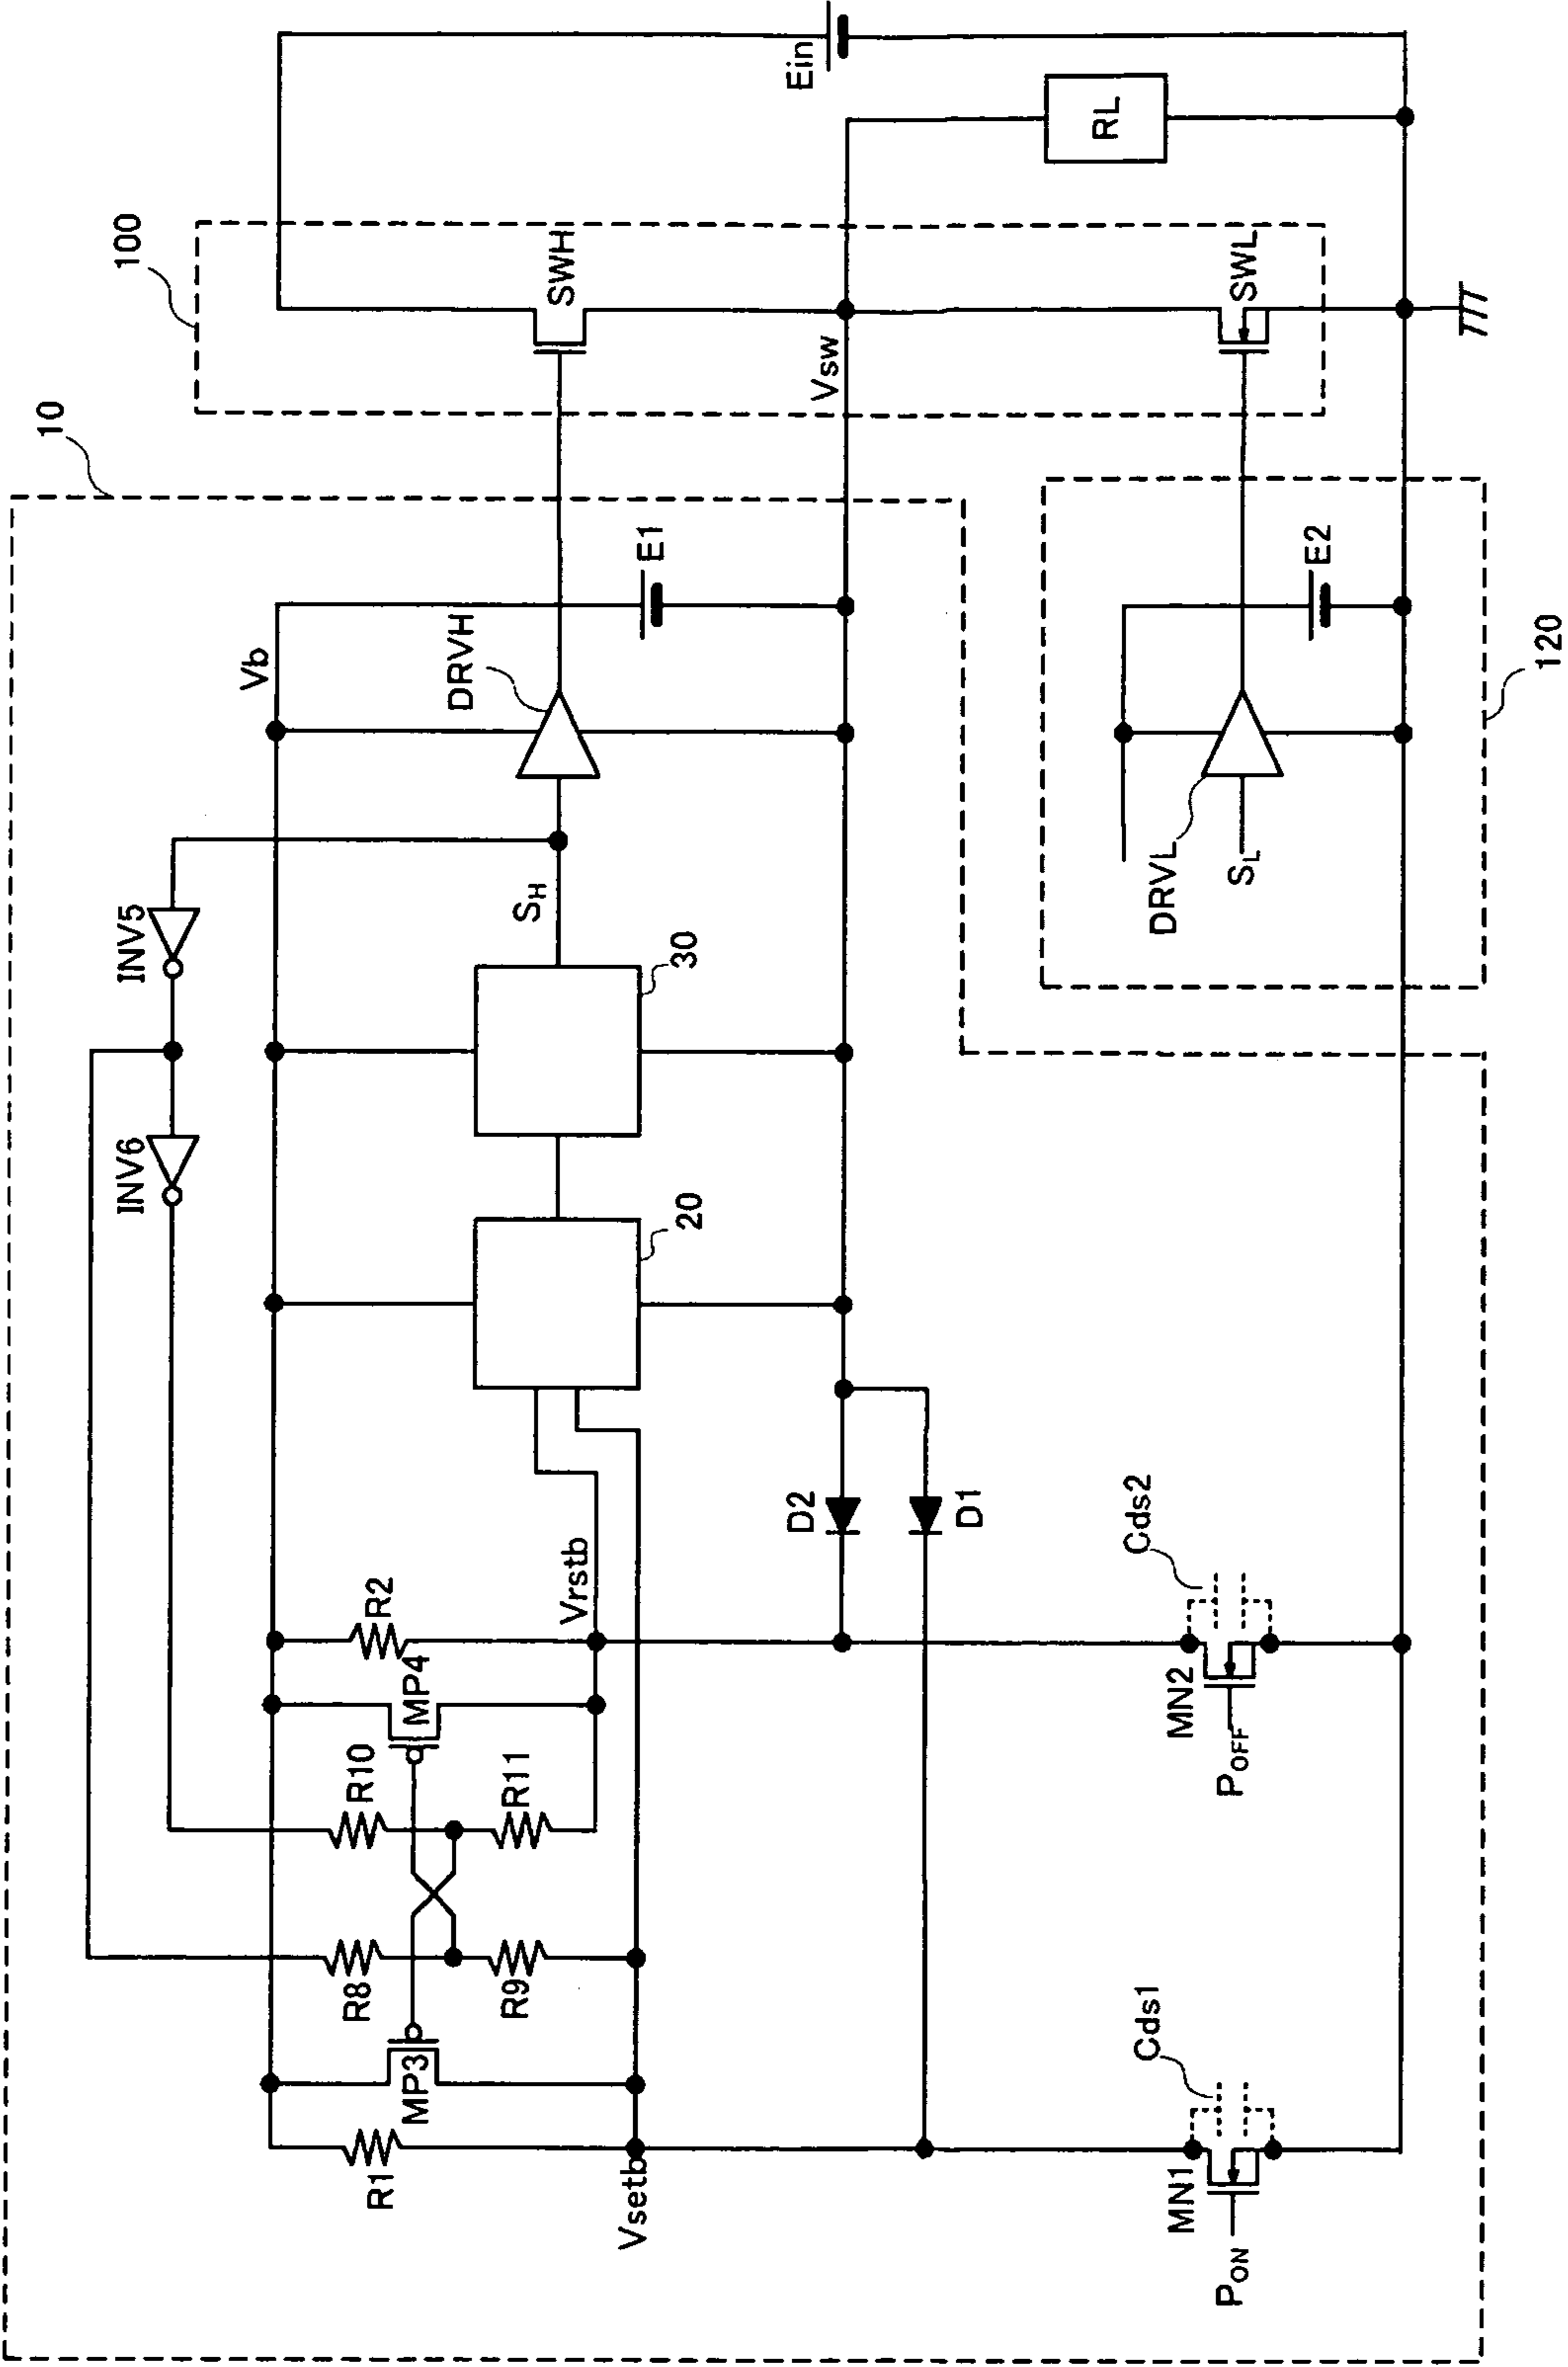 10
100
INV5
INV6
Vb
DRVH
E1
SWH
Ein
SH
30
20
Vsw
RL
R2
MP4
R10
R11
Vrstb
R8
R9
MP3
R1
Vsetb
D2
D1
Cds2
MN2
POFF
Cds1
MN1
PON
DRVL
SL
E2
SWL
120